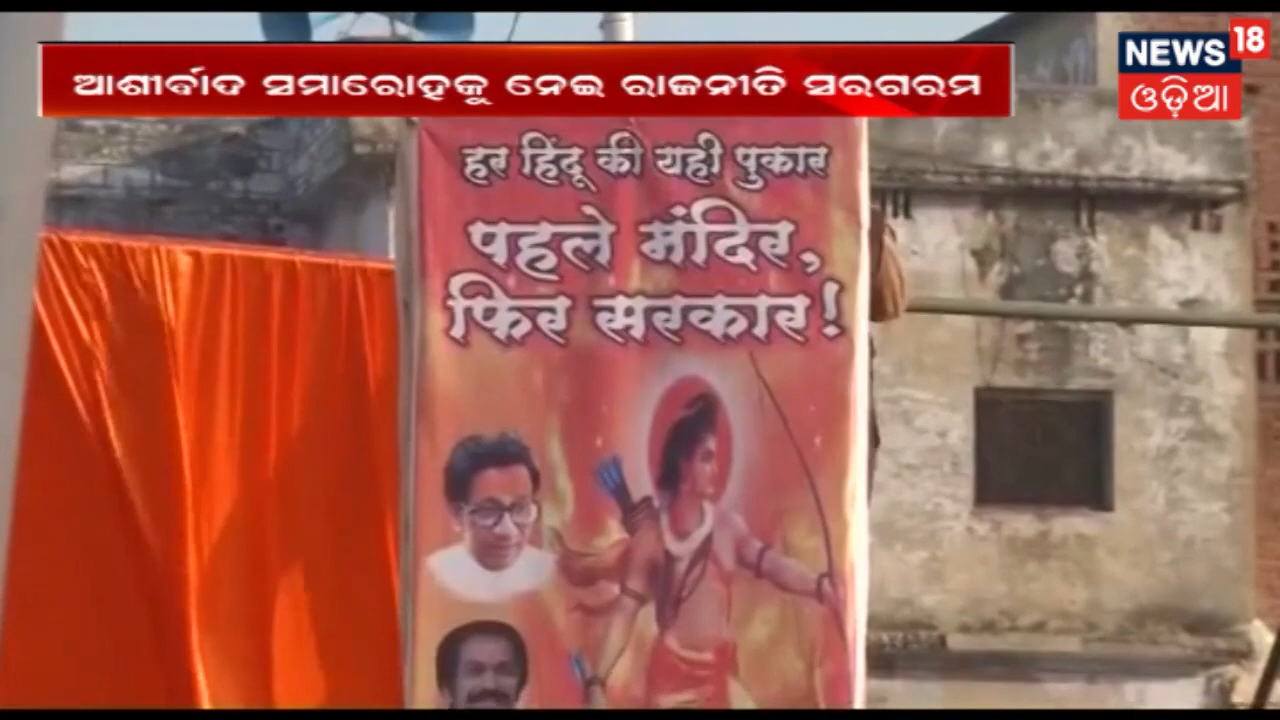 ଆଶୀର୍ବାଦ ସମାରୋହକୁ ନେଇ ରାଜନୀତି ସରଗରମ
NEWS 18
ଓଡ଼ିଆ
हर हिंदू की यही पुकार
पहले मंदिर,
फिर सरकार!